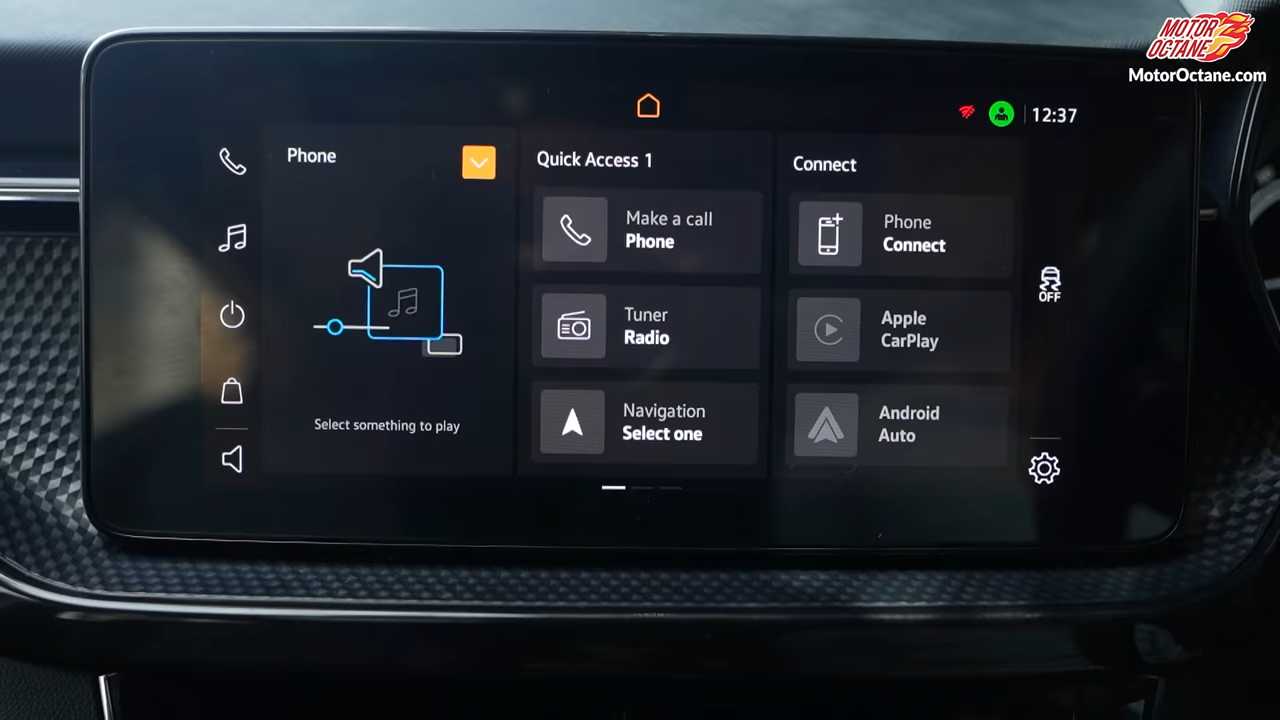 MOTOR
OCTANE
MotorOctane.com
12:37
Phone
Select something to play
Quick Access 1
Make a call
Phone
Tuner
Radio
Navigation
Select one
Connect
Phone
Connect
Apple
CarPlay
Android
Auto
OFF